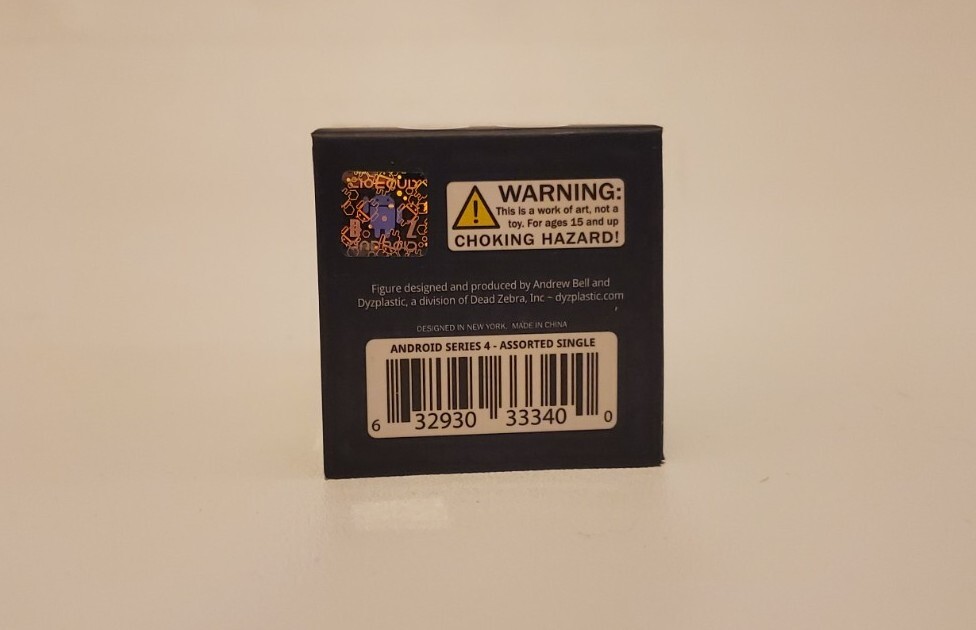 B Z
ANDROID
WARNING:
This is a work of art, not a
toy. For ages 15 and up
CHOKING HAZARD!
Figure designed and produced by Andrew Bell and
Dyzplastic, a division of Dead Zebra, Inc ~ dyzplastic.com
DESIGNED IN NEW YORK. MADE IN CHINA
ANDROID SERIES 4 - ASSORTED SINGLE
6 32930 33340 0